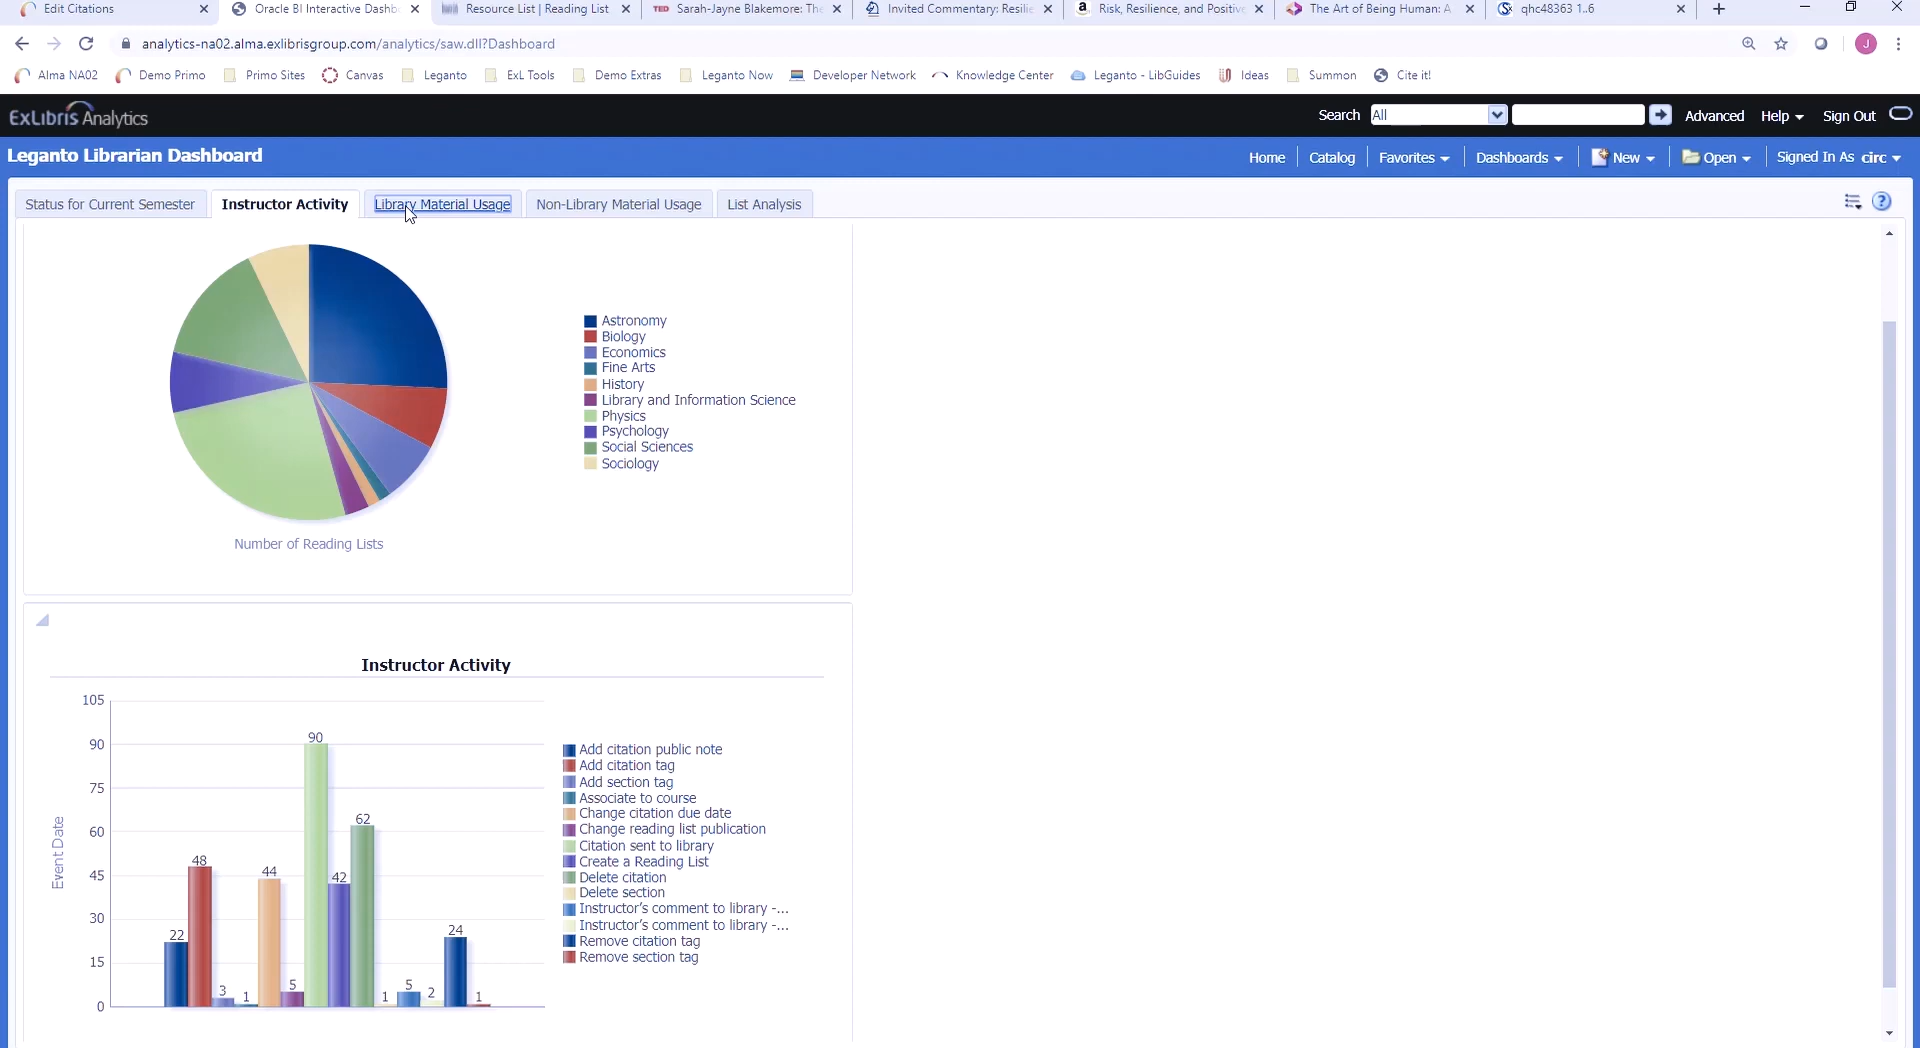 Edit Citations
Oracle BI Interactive Dashb
Resource List | Reading List
TED Sarah-Jayne Blakemore: The
Invited Commentary: Resilie
a Risk, Resilience, and Positive
The Art of Being Human: A
qhc48363 1..6
analytics-na02.alma.exlibrisgroup.com/analytics/saw.dll?Dashboard
J
Alma NA02
Demo Primo
Primo Sites
Canvas
Leganto
ExL Tools
Demo Extras
Leganto Now
Developer Network
Knowledge Center
Leganto - LibGuides
Ideas
Summon
Cite it!
ExLibris Analytics
Search
All
Advanced
Help
Sign Out
Leganto Librarian Dashboard
Home
Catalog
Favorites
Dashboards
New
Open
Signed In As circ
Status for Current Semester
Instructor Activity
Library Material Usage
Non-Library Material Usage
List Analysis
Astronomy
Biology
Economics
Fine Arts
History
Library and Information Science
Physics
Psychology
Social Sciences
Sociology
Number of Reading Lists
Instructor Activity
105
90
75
60
45
30
15
0
Event Date
22
48
3
1
44
5
90
42
62
1
5
2
24
1
Add citation public note
Add citation tag
Add section tag
Associate to course
Change citation due date
Change reading list publication
Citation sent to library
Create a Reading List
Delete citation
Delete section
Instructor's comment to library -...
Instructor's comment to library -...
Remove citation tag
Remove section tag